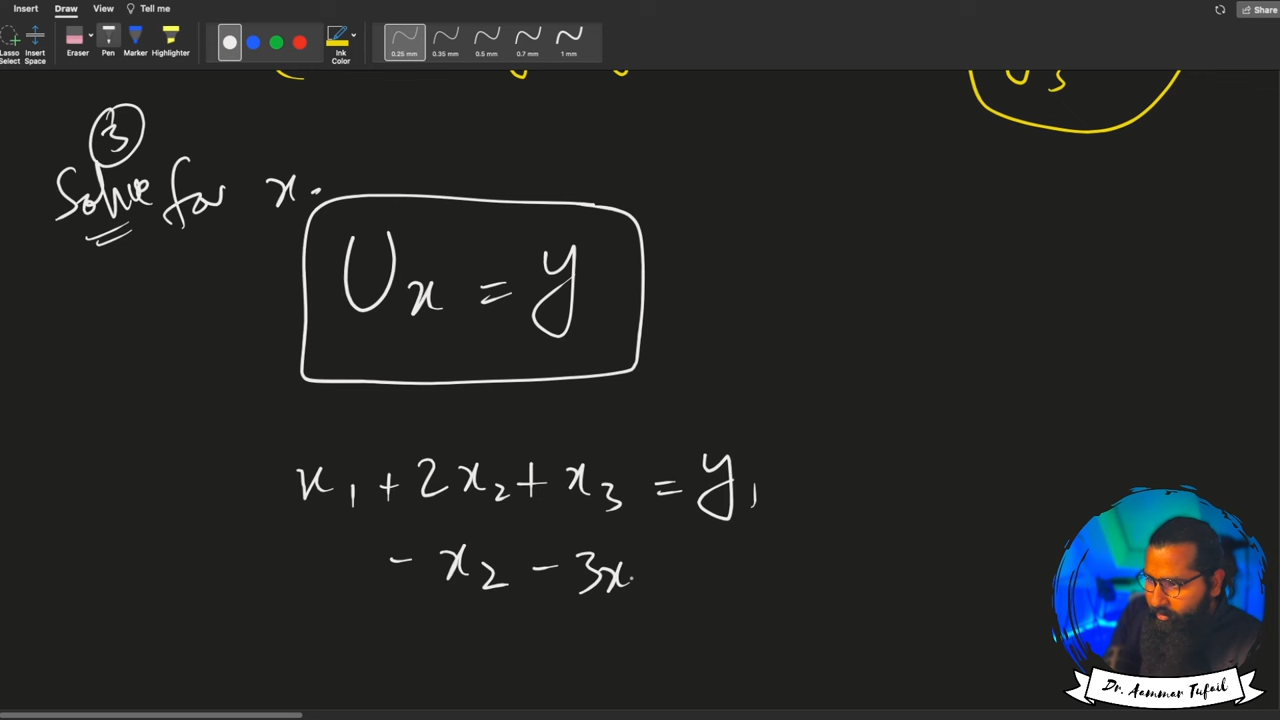 Insert Draw View Tell me Share
Lasso Select Insert Space Eraser Pen Marker Highlighter Ink Color 0.25 mm 0.35 mm 0.5 mm 0.7 mm 1 mm
3
3
Solve for x.
Ux = y
x₁ + 2x₂ + x₃ = y₁
- x₂ - 3x
Dr. Aammar Tufail